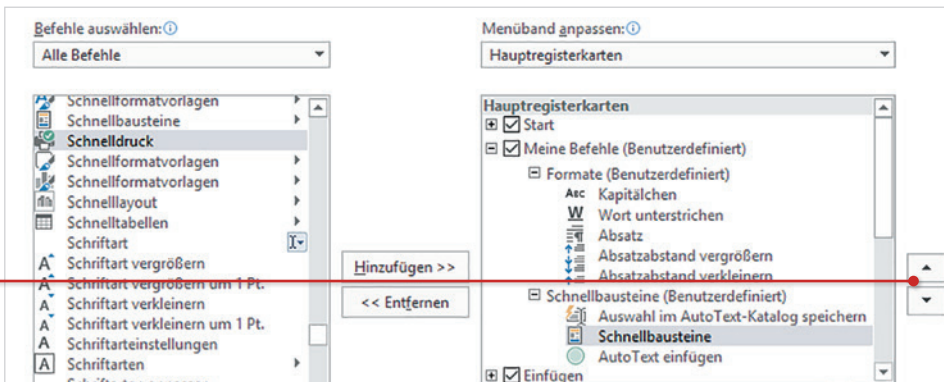 Befehle auswählen:
Alle Befehle
Schnellformatvorlagen
Schnellbausteine
Schnelldruck
Schnellformatvorlagen
Schnellformatvorlagen
Schnelllayout
Schnelltabellen
Schriftart
Schriftart vergrößern
Schriftart vergrößern um 1 Pt.
Schriftart verkleinern
Schriftart verkleinern um 1 Pt.
Schriftarteinstellungen
Schriftarten
Hinzufügen >>
<< Entfernen
Menüband anpassen:
Hauptregisterkarten
Hauptregisterkarten
Start
Meine Befehle (Benutzerdefiniert)
Formate (Benutzerdefiniert)
Kapitälchen
Wort unterstrichen
Absatz
Absatzabstand vergrößern
Absatzabstand verkleinern
Schnellbausteine (Benutzerdefiniert)
Auswahl im AutoText-Katalog speichern
Schnellbausteine
AutoText einfügen
Einfügen